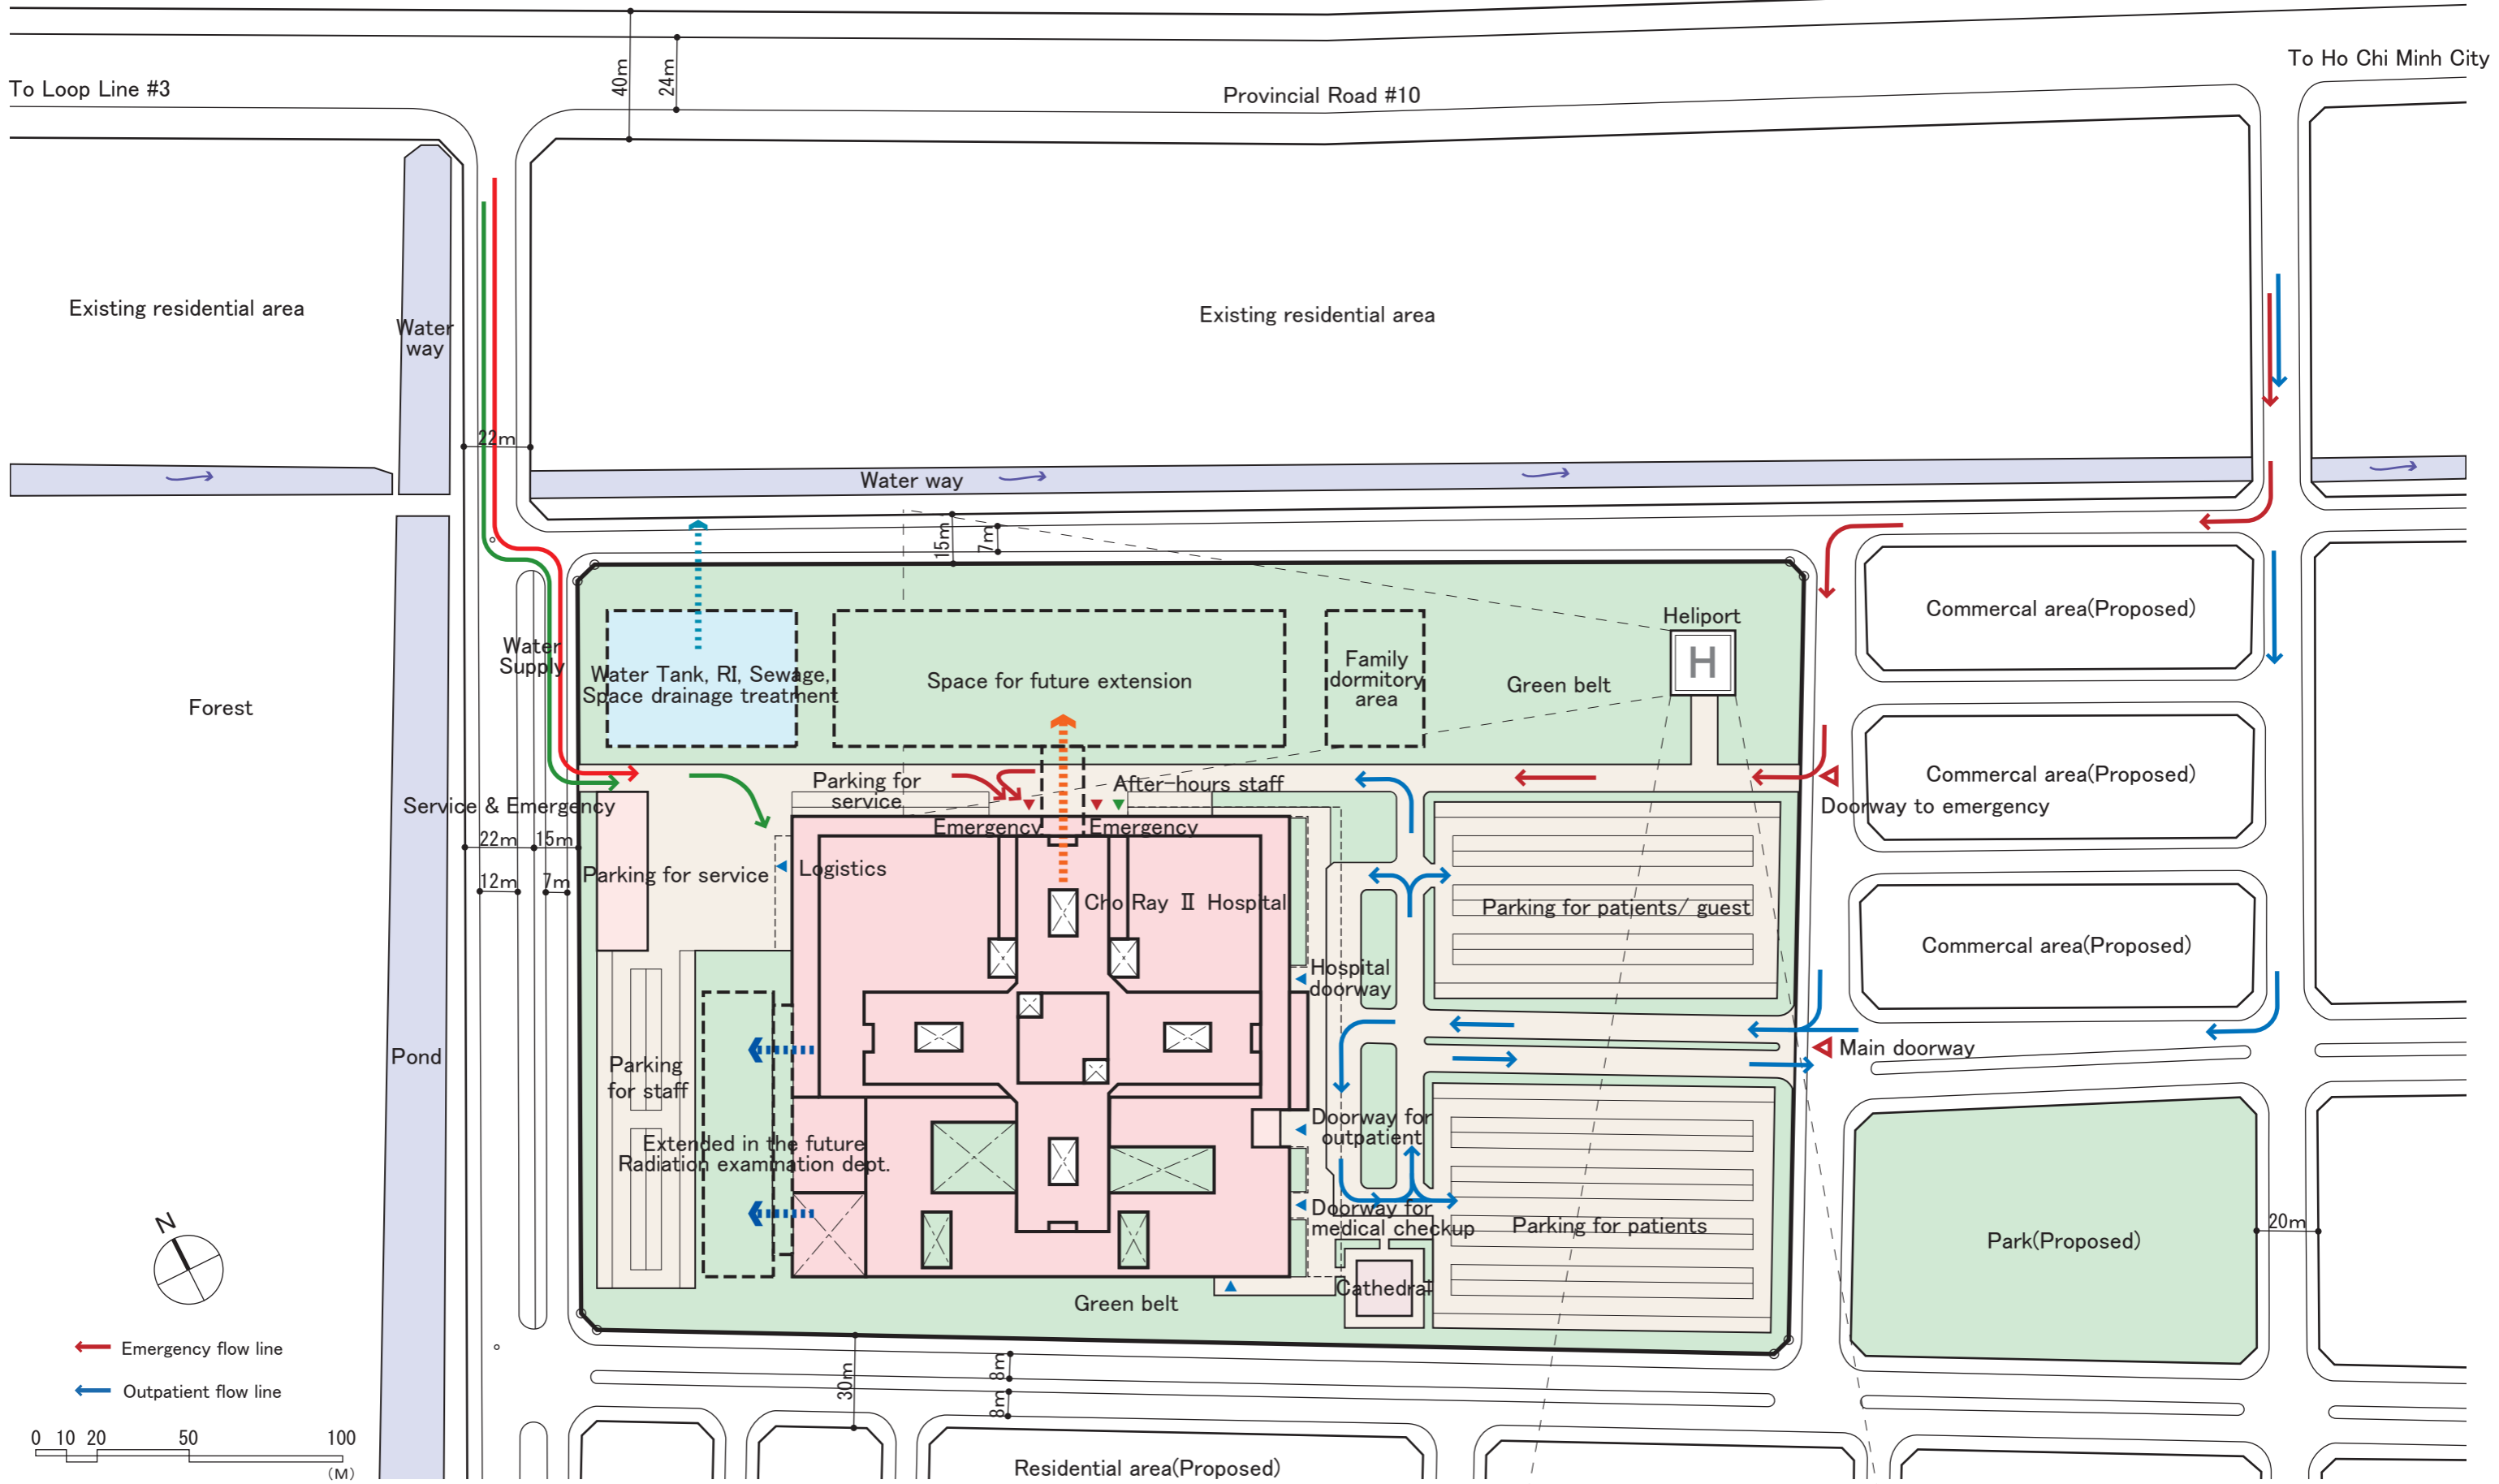 To Ho Chi Minh City
To Loop Line #3
40m
24m
Provincial Road #10
Existing residential area
Water
way
Existing residential area
22m
Water way
15m
7m
Commercal area(Proposed)
Heliport
H
Water
Supply
Water Tank, RI, Sewage,
Space drainage treatment
Space for future extension
Family
dormitory
area
Green belt
Forest
Commercal area(Proposed)
Parking for
service
After-hours staff
Service & Emergency
Doorway to emergency
Emergency
Emergency
22m
15m
Parking for service
Logistics
12m
7m
Cho Ray Ⅱ Hospital
Parking for patients/ guest
Commercal area(Proposed)
Hospital
doorway
Pond
Main doorway
Parking
for staff
Doorway for
outpatient
Extended in the future
Radiation examination dept.
Doorway for
medical checkup
Parking for patients
20m
Park(Proposed)
N
Cathedral
Green belt
Emergency flow line
Outpatient flow line
30m
8m
8m
0 10 20 50 100
(M)
Residential area(Proposed)